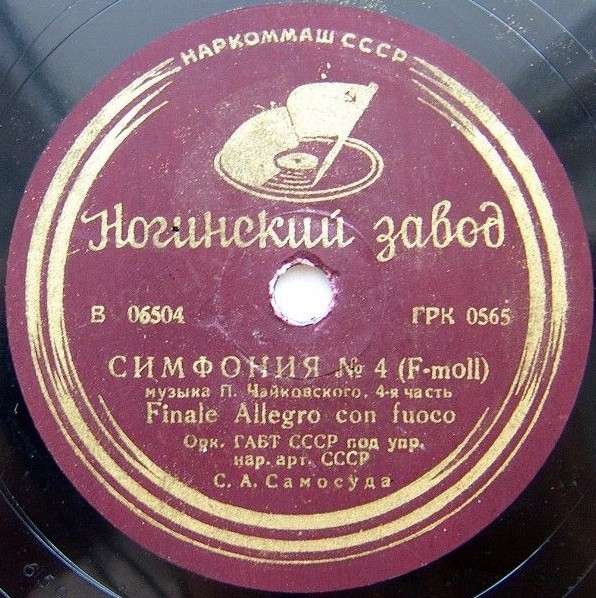 НАРКОММАШ СССР
Ногинский завод
В 06504
ГРК 0565
СИМФОНИЯ № 4 (F-moll)
музыка П. Чайковского, 4-я часть
Finale Allegro con fuoco
Орк. ГАБТ СССР под упр.
нар. арт. СССР
С. А. Самосуда